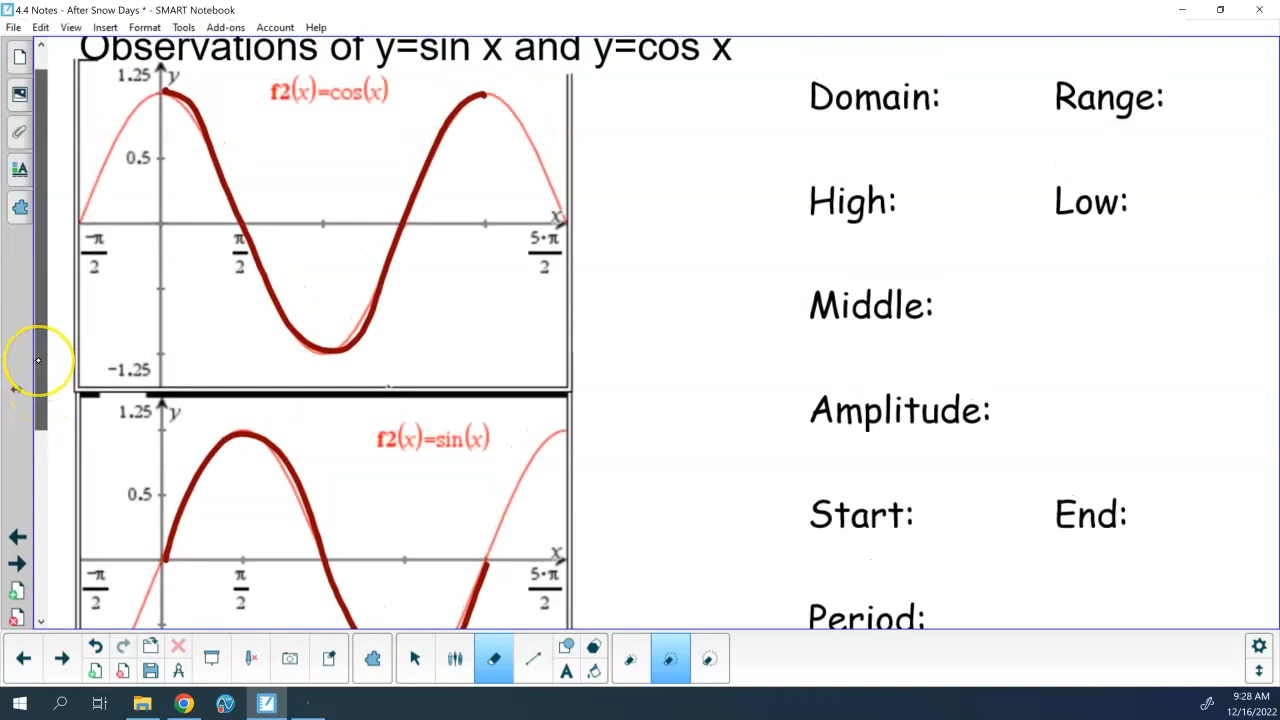 4.4 Notes - After Snow Days * - SMART Notebook
File Edit View Insert Format Tools Add-ons Account Help
Observations of y=sin x and y=cos x
1.25 y
f2(x)=cos(x)
0.5
x
-π/2 π/2 5·π/2
-1.25
1.25 y
f2(x)=sin(x)
0.5
x
-π/2 π/2 5·π/2
Domain: Range:
High: Low:
Middle:
Amplitude:
Start: End:
Period:
A
9:28 AM
12/16/2022